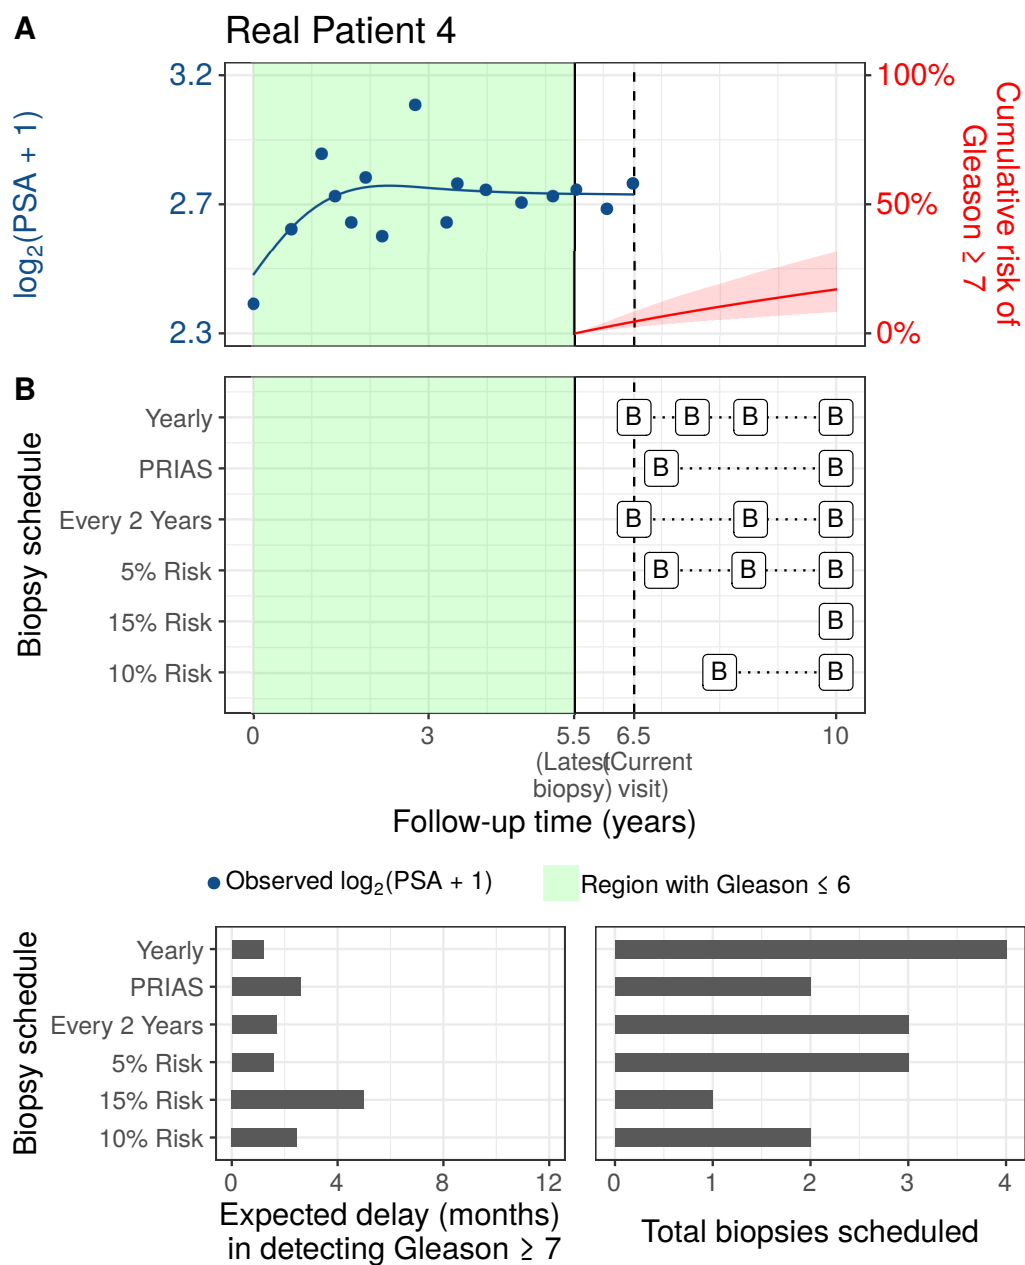 A
Real Patient 4
3.2
2.7
2.3
log₂(PSA + 1)
100%
50%
0%
Cumulative risk of
Gleason ≥ 7
B
Biopsy schedule
Yearly
B B B B
PRIAS
B B
Every 2 Years
B B B
5% Risk
B B B
15% Risk
B
10% Risk
B B
0 3 5.5 6.5 10
(Latest (Current
biopsy) visit)
Follow-up time (years)
Observed log₂(PSA + 1)
Region with Gleason ≤ 6
Biopsy schedule
Yearly
PRIAS
Every 2 Years
5% Risk
15% Risk
10% Risk
0 4 8 12
Expected delay (months)
in detecting Gleason ≥ 7
0 1 2 3 4
Total biopsies scheduled